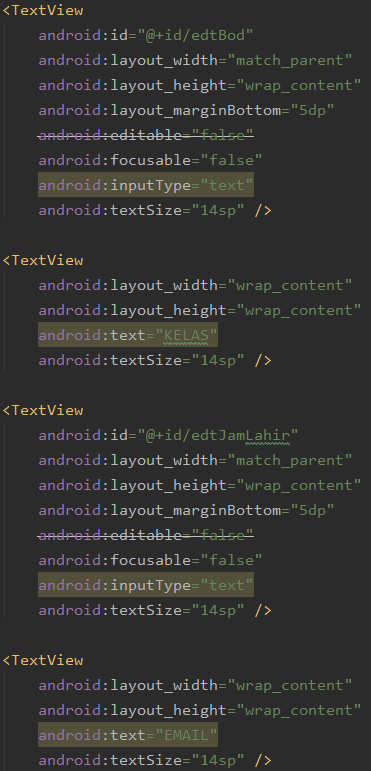 <TextView
android:id="@+id/edtBod"
android:layout_width="match_parent"
android:layout_height="wrap_content"
android:layout_marginBottom="5dp"
android:editable="false"
android:focusable="false"
android:inputType="text"
android:textSize="14sp" />
<TextView
android:layout_width="wrap_content"
android:layout_height="wrap_content"
android:text="KELAS"
android:textSize="14sp" />
<TextView
android:id="@+id/edtJamLahir"
android:layout_width="match_parent"
android:layout_height="wrap_content"
android:layout_marginBottom="5dp"
android:editable="false"
android:focusable="false"
android:inputType="text"
android:textSize="14sp" />
<TextView
android:layout_width="wrap_content"
android:layout_height="wrap_content"
android:text="EMAIL"
android:textSize="14sp" />